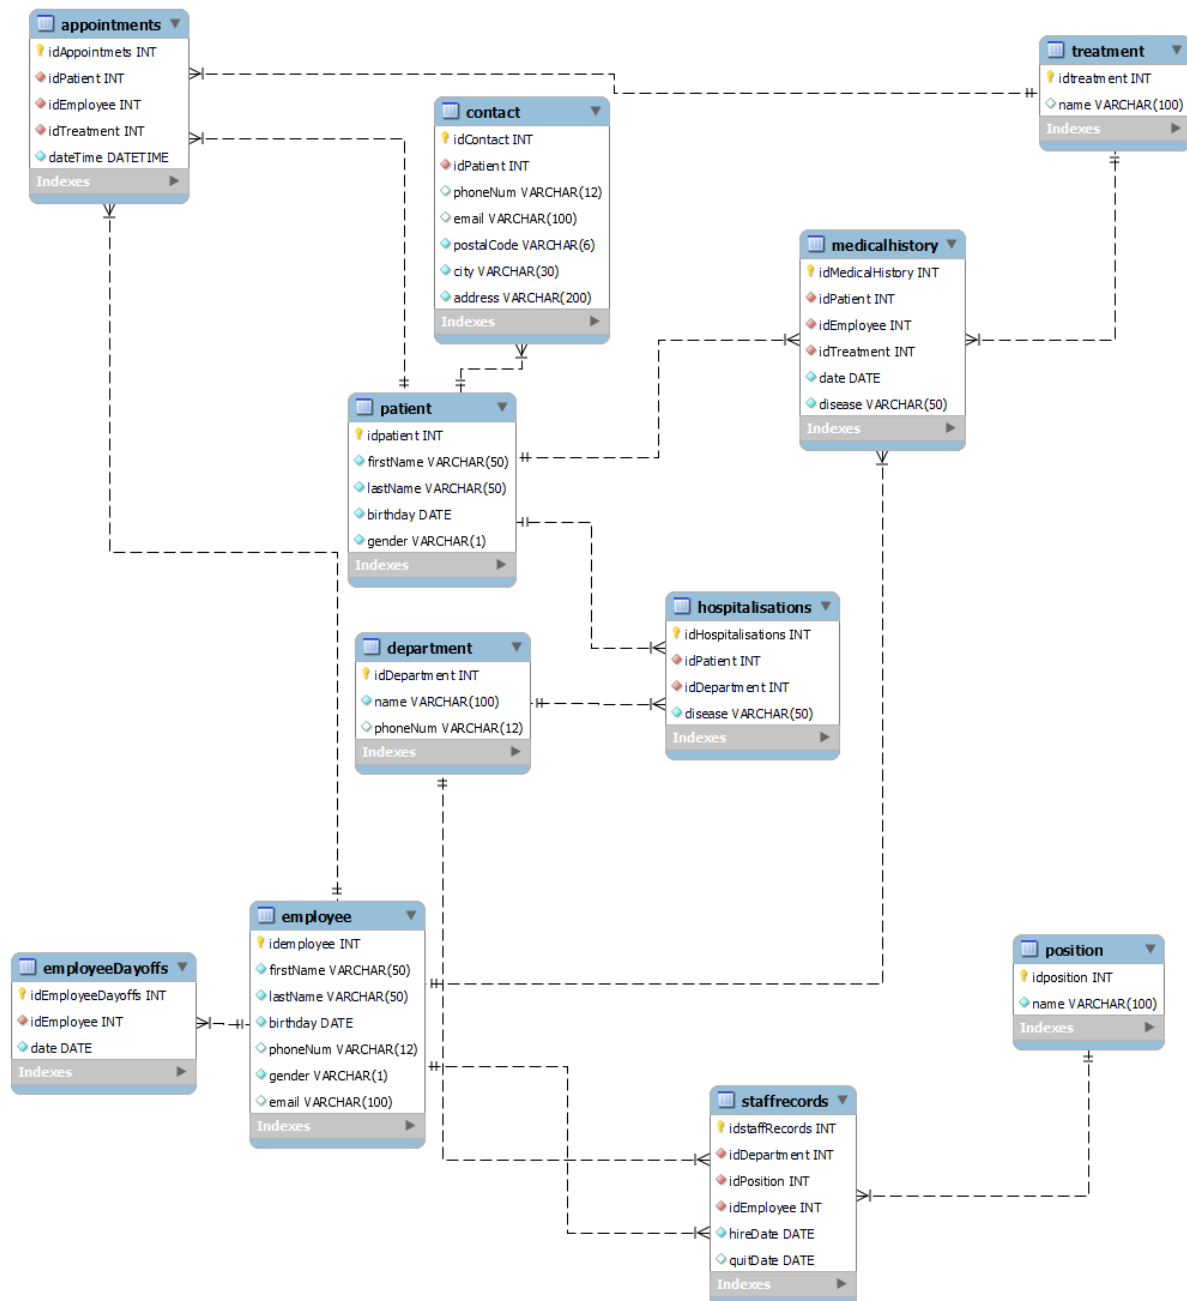 appointments
idAppointmets INT
idPatient INT
idEmployee INT
idTreatment INT
dateTime DATETIME
Indexes
treatment
idtreatment INT
name VARCHAR(100)
Indexes
contact
idContact INT
idPatient INT
phoneNum VARCHAR(12)
email VARCHAR(100)
postalCode VARCHAR(6)
city VARCHAR(30)
address VARCHAR(200)
Indexes
medicalhistory
idMedicalHistory INT
idPatient INT
idEmployee INT
idTreatment INT
date DATE
disease VARCHAR(50)
Indexes
patient
idpatient INT
firstName VARCHAR(50)
lastName VARCHAR(50)
birthday DATE
gender VARCHAR(1)
Indexes
hospitalisations
idHospitalisations INT
idPatient INT
idDepartment INT
disease VARCHAR(50)
Indexes
department
idDepartment INT
name VARCHAR(100)
phoneNum VARCHAR(12)
Indexes
employee
idemployee INT
firstName VARCHAR(50)
lastName VARCHAR(50)
birthday DATE
phoneNum VARCHAR(12)
gender VARCHAR(1)
email VARCHAR(100)
Indexes
employeeDayoffs
idEmployeeDayoffs INT
idEmployee INT
date DATE
Indexes
position
idposition INT
name VARCHAR(100)
Indexes
staffrecords
idstaffRecords INT
idDepartment INT
idPosition INT
idEmployee INT
hireDate DATE
quitDate DATE
Indexes